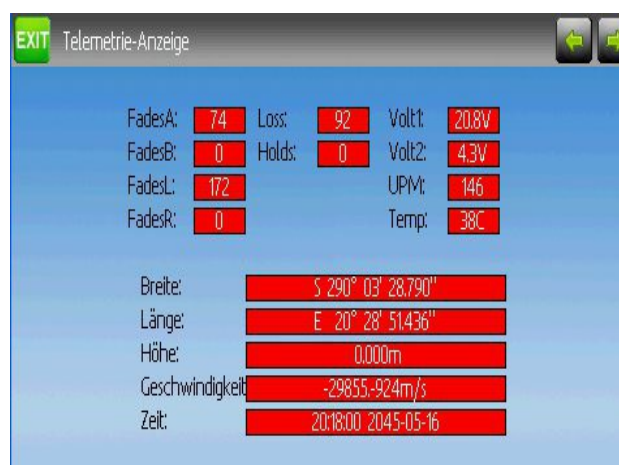 EXIT Telemetrie-Anzeige
FadesA: 74 Loss: 92 Volt1: 20.8V
FadesB: 0 Holds: 0 Volt2: 4.3V
FadesL: 172 UPM: 146
FadesR: 0 Temp: 38C
Breite: S 290° 03' 28.790"
Länge: E 20° 28' 51.436"
Höhe: 0.000m
Geschwindigkeit -29855.-924m/s
Zeit: 20:18:00 2045-05-16